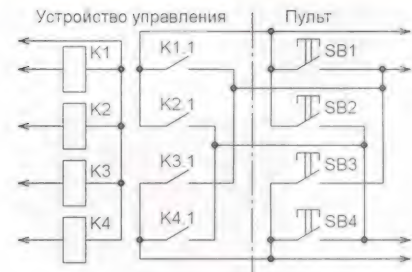 Устройство управления
Пульт
K1
K1.1
SB1
K2
K2.1
SB2
K3
K3.1
SB3
K4
K4.1
SB4